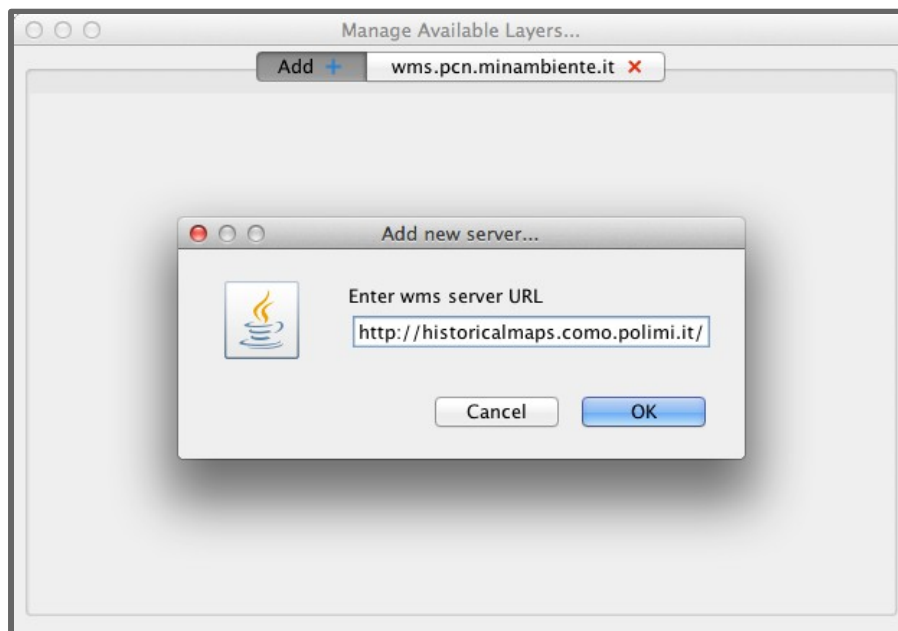 Manage Available Layers...
Add
wms.pcn.minambiente.it
Add new server...
Enter wms server URL
http://historicalmaps.como.polimi.it/
Cancel
OK